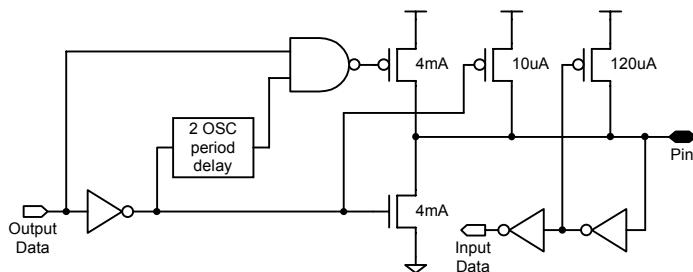 4mA
10uA
120uA
2 OSC
period
delay
Pin
Output
Data
4mA
Input
Data